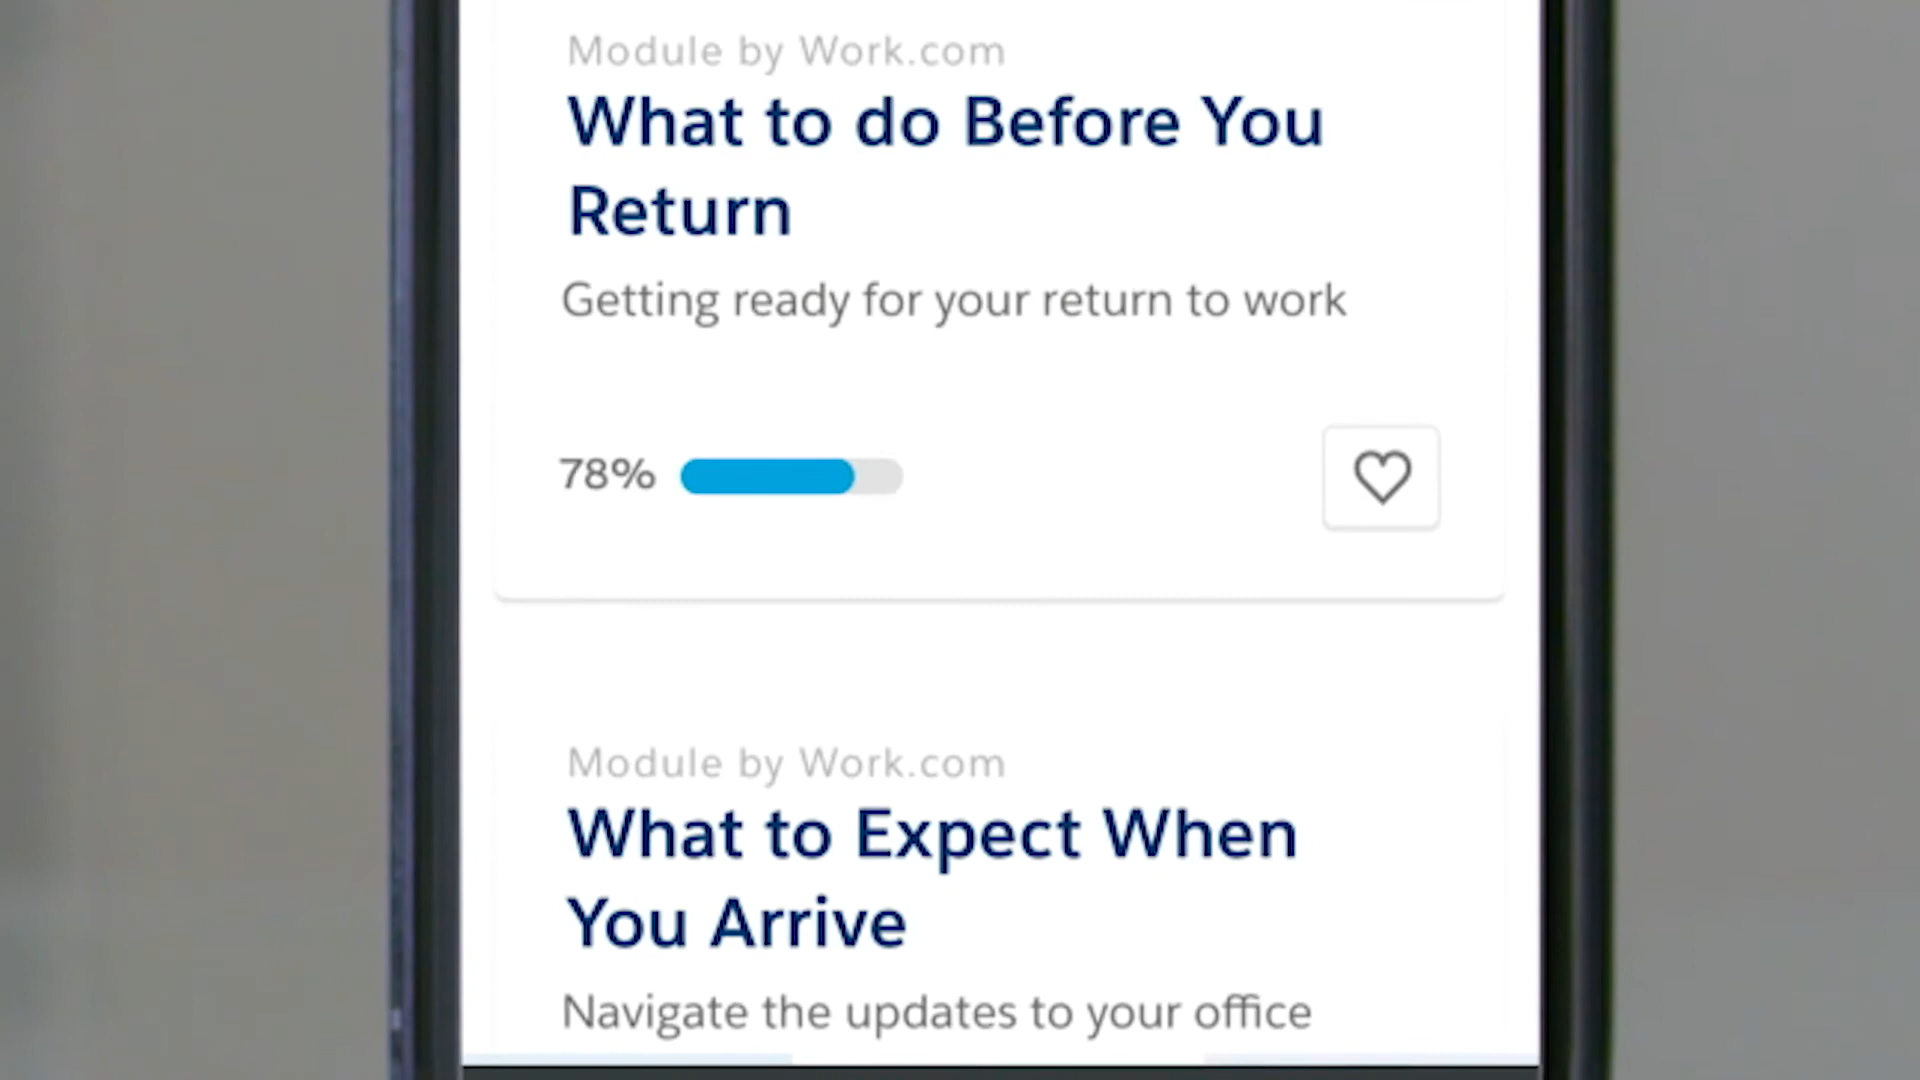 Module by Work.com
What to do Before You
Return
Getting ready for your return to work
78%
Module by Work.com
What to Expect When
You Arrive
Navigate the updates to your office